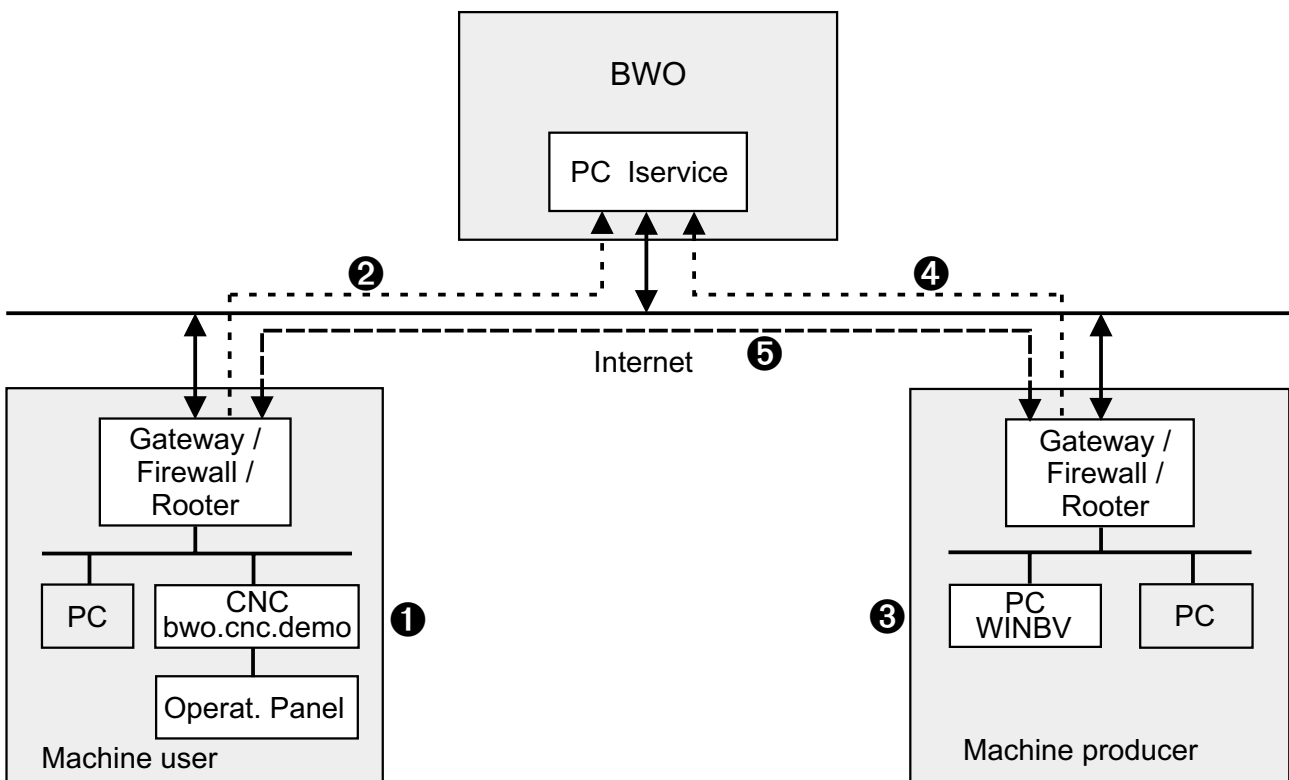 BWO
PC Iservice
❷
❹
❺
Internet
Gateway /
Firewall /
Rooter
Gateway /
Firewall /
Rooter
PC
CNC
bwo.cnc.demo
❶
Operat. Panel
Machine user
❸
PC
WINBV
PC
Machine producer